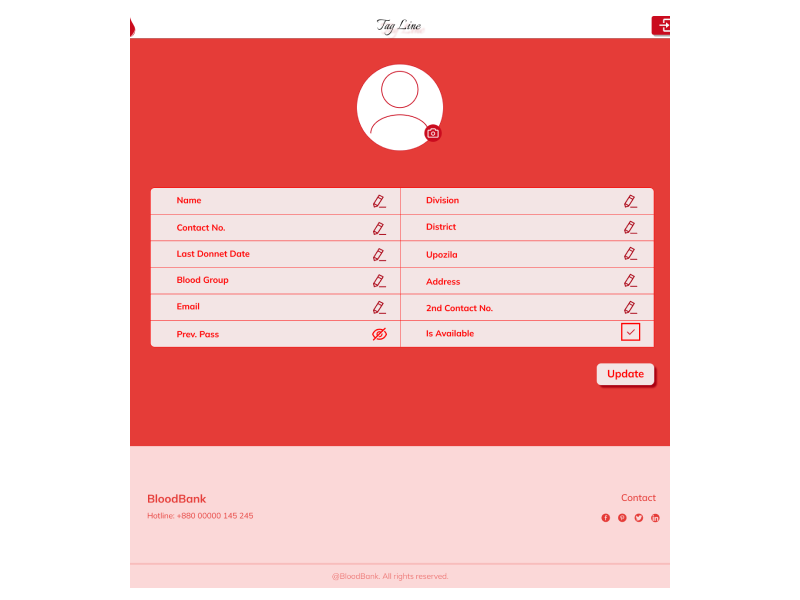 Tag Line
Name
Division
Contact No.
District
Last Donnet Date
Upozila
Blood Group
Address
Email
2nd Contact No.
Prev. Pass
Is Available
Update
BloodBank
Contact
Hotline: +880 00000 145 245
@BloodBank. All rights reserved.